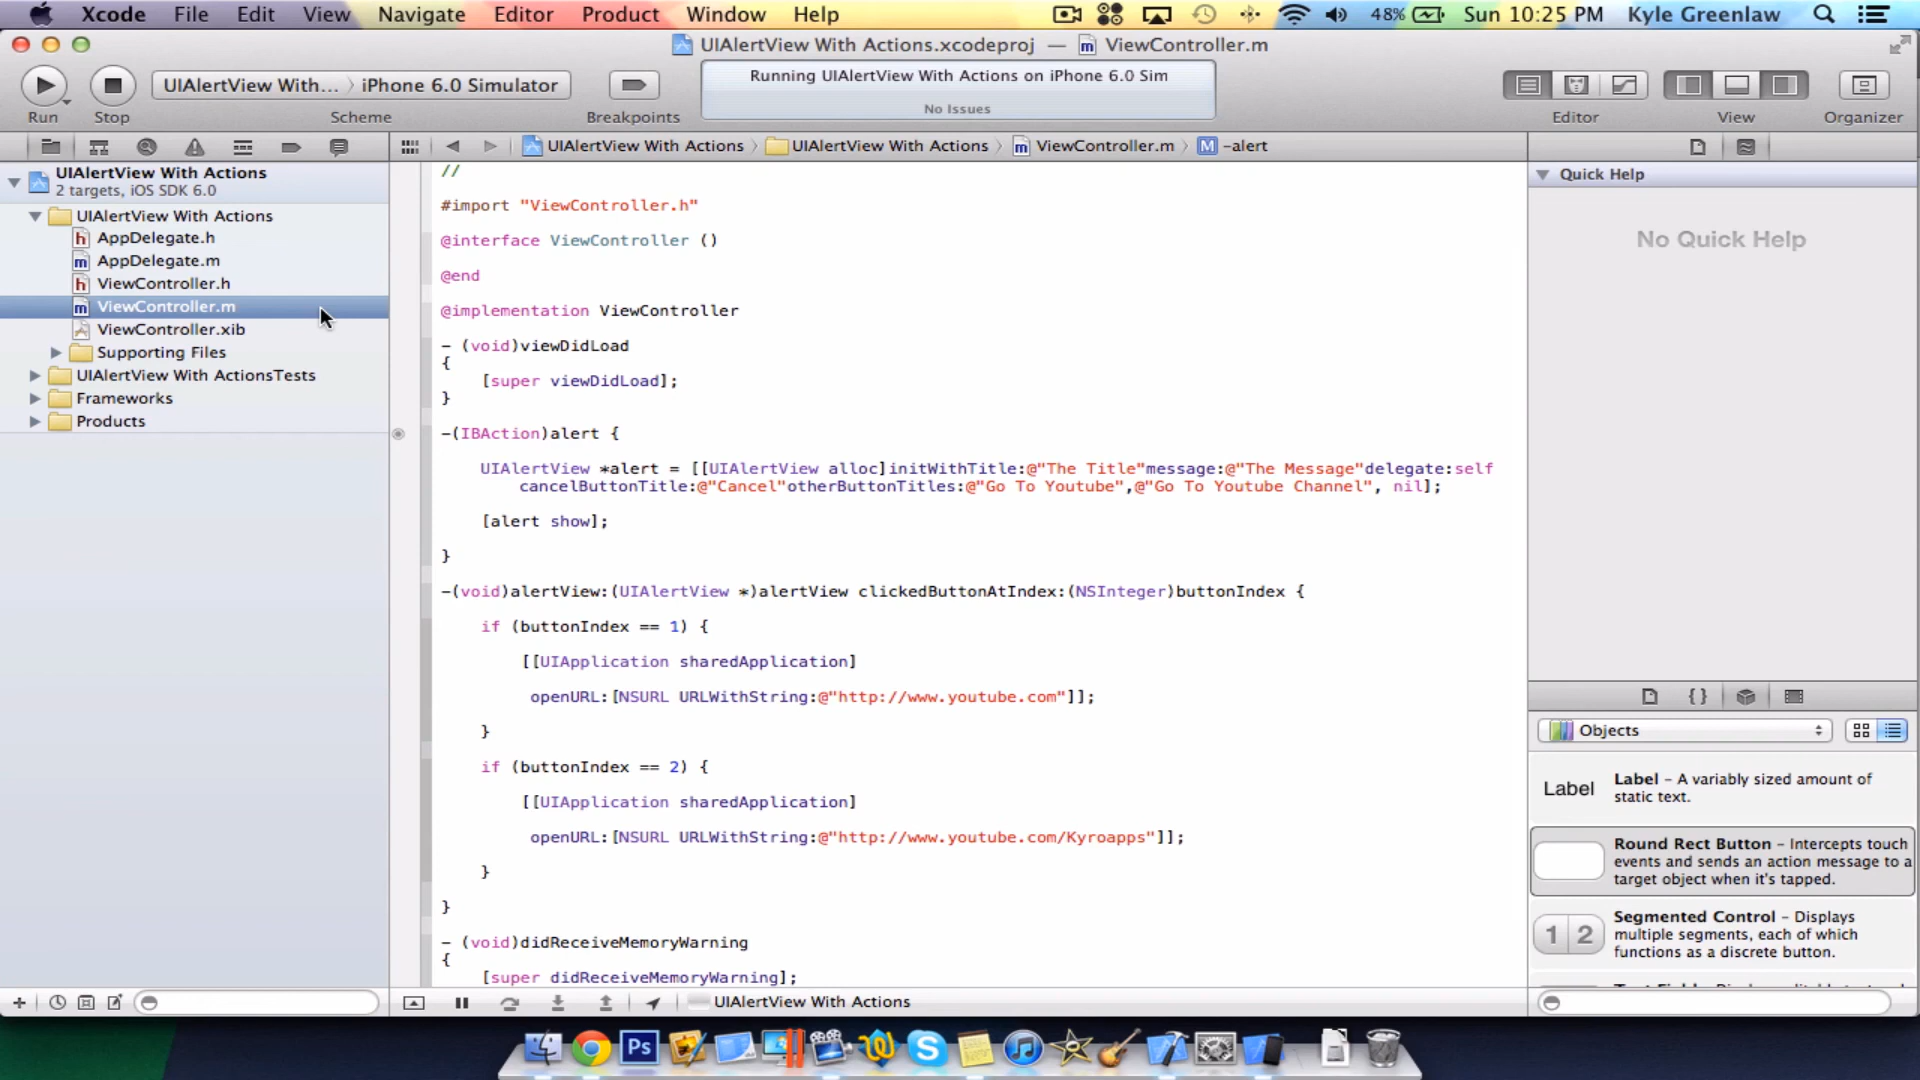 Xcode File Edit View Navigate Editor Product Window Help 48% Sun 10:25 PM Kyle Greenlaw
UIAlertView With Actions.xcodeproj — m ViewController.m
UIAlertView With... iPhone 6.0 Simulator
Running UIAlertView With Actions on iPhone 6.0 Sim
No Issues
Run Stop Scheme Breakpoints Editor View Organizer
UIAlertView With Actions UIAlertView With Actions m ViewController.m M -alert
UIAlertView With Actions
2 targets, iOS SDK 6.0
UIAlertView With Actions
h AppDelegate.h
m AppDelegate.m
h ViewController.h
m ViewController.m
ViewController.xib
Supporting Files
UIAlertView With ActionsTests
Frameworks
Products
//
#import "ViewController.h"
@interface ViewController ()
@end
@implementation ViewController
- (void)viewDidLoad
{
[super viewDidLoad];
}
-(IBAction)alert {
UIAlertView *alert = [[UIAlertView alloc]initWithTitle:@"The Title"message:@"The Message"delegate:self
cancelButtonTitle:@"Cancel"otherButtonTitles:@"Go To Youtube",@"Go To Youtube Channel", nil];
[alert show];
}
-(void)alertView:(UIAlertView *)alertView clickedButtonAtIndex:(NSInteger)buttonIndex {
if (buttonIndex == 1) {
[[UIApplication sharedApplication]
openURL:[NSURL URLWithString:@"http://www.youtube.com"]];
}
if (buttonIndex == 2) {
[[UIApplication sharedApplication]
openURL:[NSURL URLWithString:@"http://www.youtube.com/Kyroapps"]];
}
}
- (void)didReceiveMemoryWarning
{
[super didReceiveMemoryWarning];
UIAlertView With Actions
Quick Help
No Quick Help
{ }
Objects
Label
Label – A variably sized amount of
static text.
Round Rect Button – Intercepts touch
events and sends an action message to a
target object when it's tapped.
1 2
Segmented Control – Displays
multiple segments, each of which
functions as a discrete button.
Ps